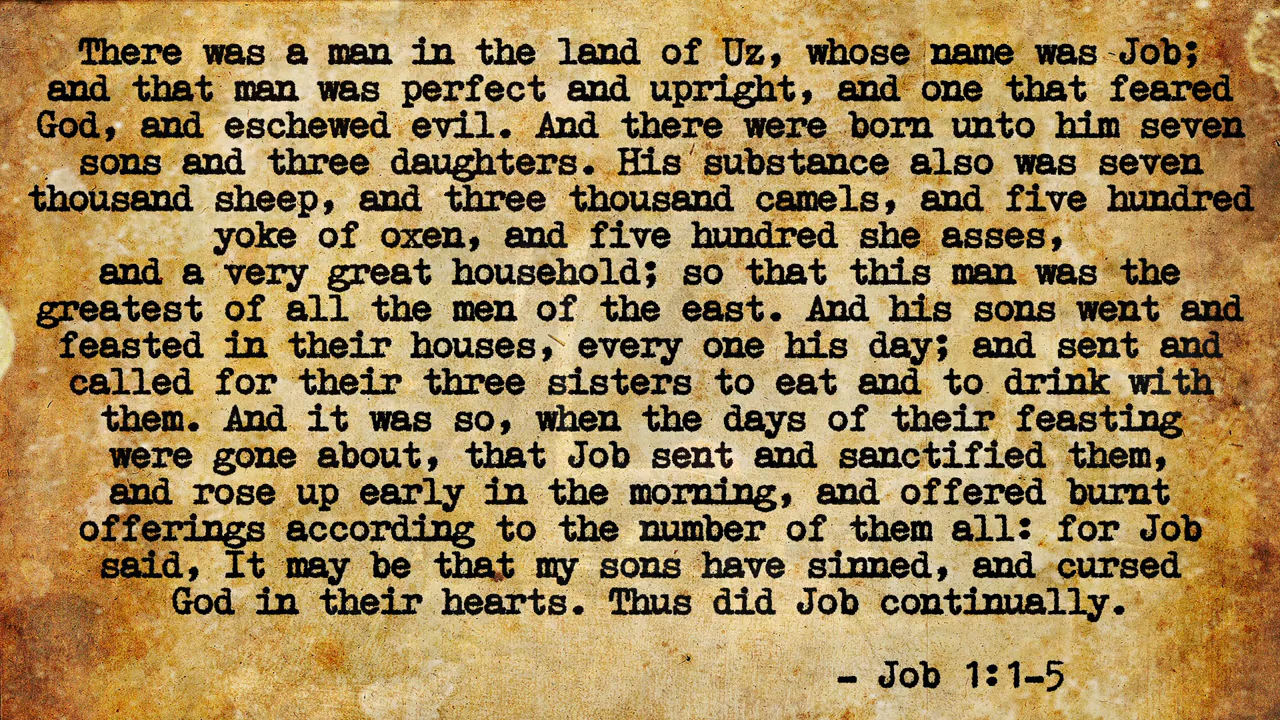 There was a man in the land of Uz, whose name was Job;
and that man was perfect and upright, and one that feared
God, and eschewed evil. And there were born unto him seven
sons and three daughters. His substance also was seven
thousand sheep, and three thousand camels, and five hundred
yoke of oxen, and five hundred she asses,
and a very great household; so that this man was the
greatest of all the men of the east. And his sons went and
feasted in their houses, every one his day; and sent and
called for their three sisters to eat and to drink with
them. And it was so, when the days of their feasting
were gone about, that Job sent and sanctified them,
and rose up early in the morning, and offered burnt
offerings according to the number of them all: for Job
said, It may be that my sons have sinned, and cursed
God in their hearts. Thus did Job continually.
- Job 1:1-5